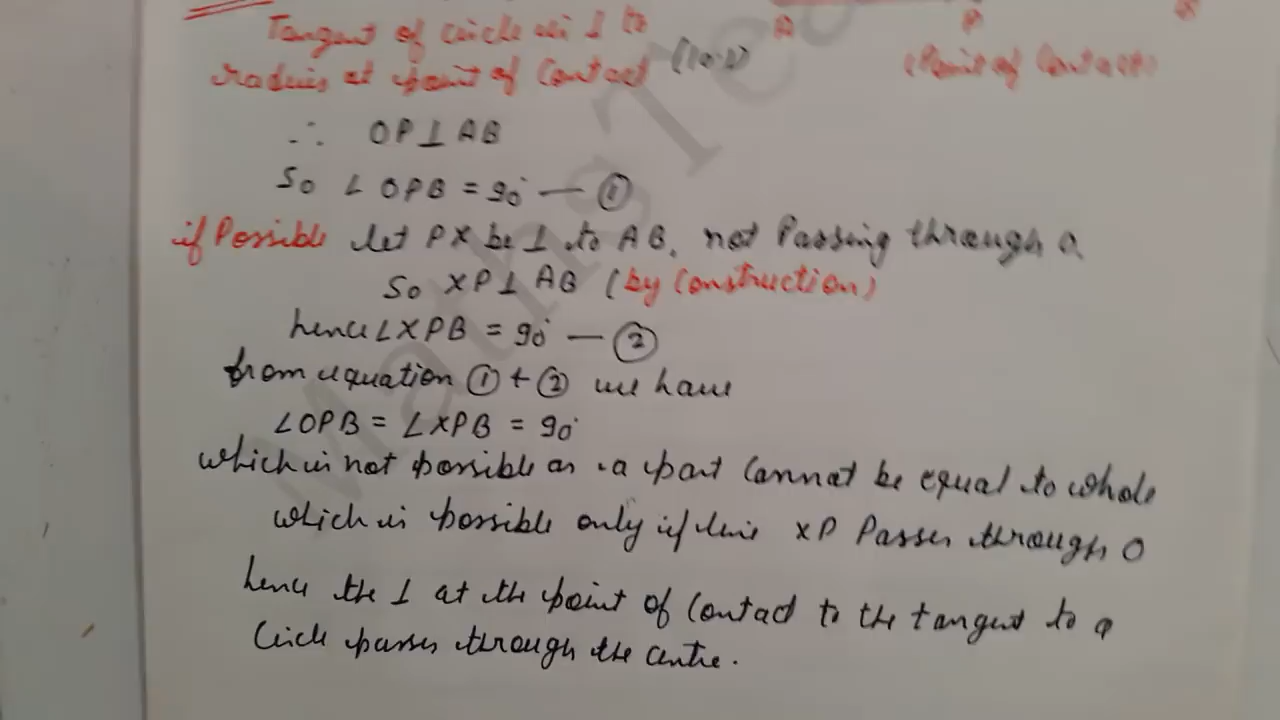 Tangent of circle is ⊥ to
radius at point of Contact (10.1)
A P B
(Point of Contact)
∴ OP ⊥ AB
So ∠OPB = 90° — ①
if Possible let PX be ⊥ to AB, not Passing through O
So XP ⊥ AB (by Construction)
hence ∠XPB = 90° — ②
from equation ① + ② we have
∠OPB = ∠XPB = 90°
which is not possible as a part Cannot be equal to whole
which is possible only if line XP Passes through O
hence the ⊥ at the point of Contact to the tangent to a
Circle passes through the centre.
MathsTea